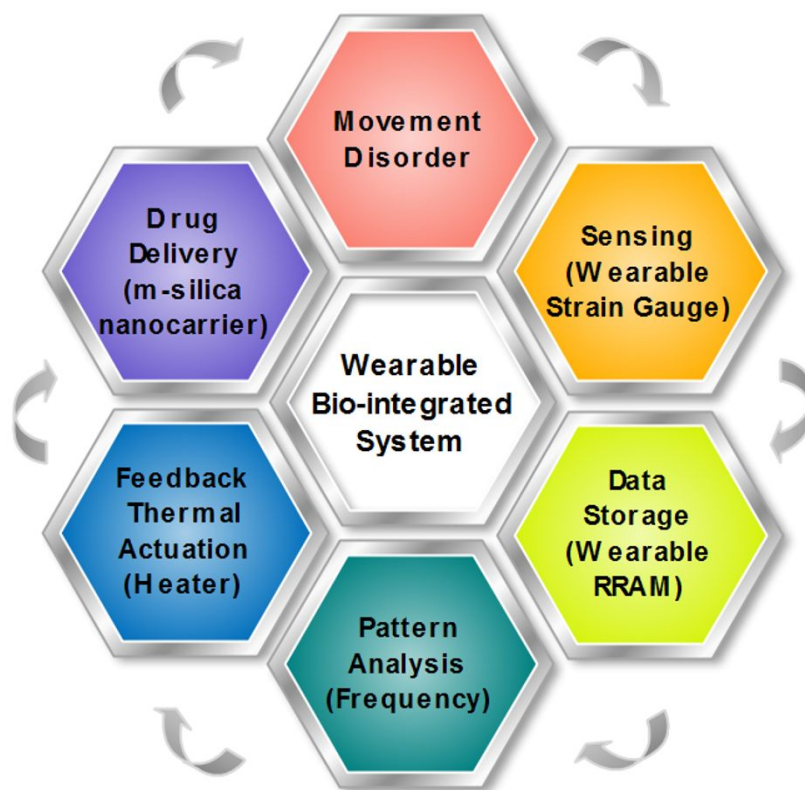 Movement
Disorder
Sensing
(Wearable
Strain Gauge)
Data
Storage
(Wearable
RRAM)
Pattern
Analysis
(Frequency)
Feedback
Thermal
Actuation
(Heater)
Drug
Delivery
(m-silica
nanocarrier)
Wearable
Bio-integrated
System